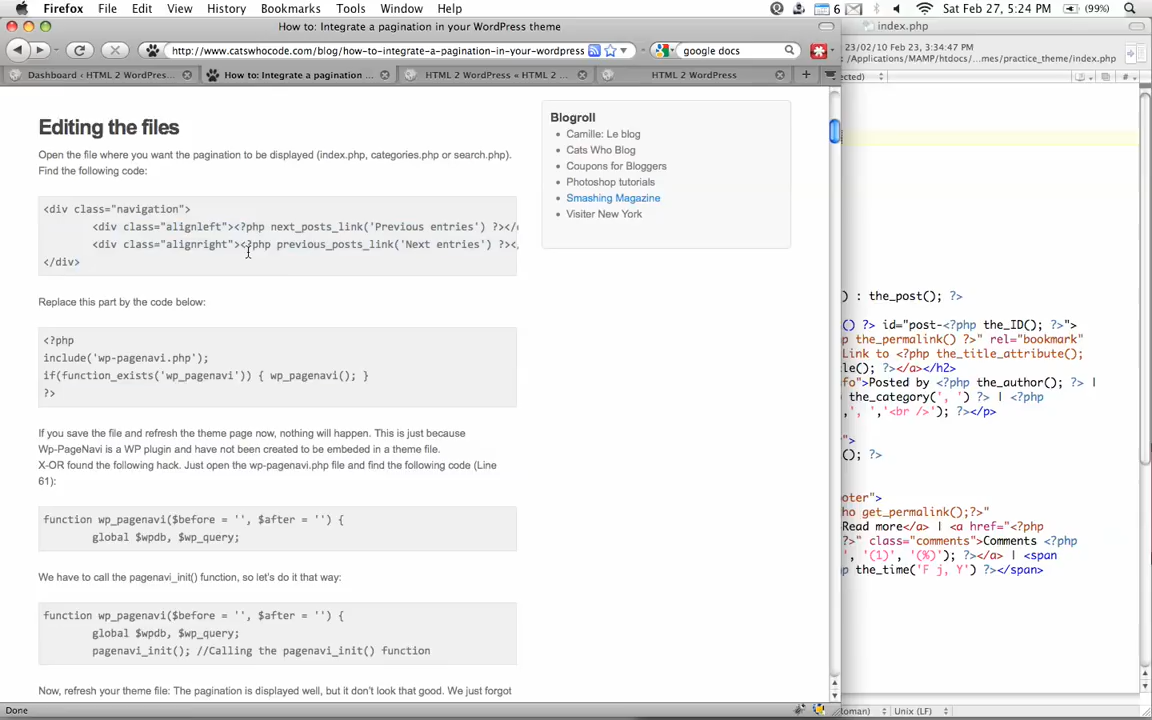 Firefox File Edit View History Bookmarks Tools Window Help 6 (99%) Sat Feb 27, 5:24 PM
How to: Integrate a pagination in your WordPress theme
index.php
http://www.catswhocode.com/blog/how-to-integrate-a-pagination-in-your-wordpress
google docs
23/02/10 Feb 23, 3:34:47 PM
: /Applications/MAMP/htdocs/...mes/practice_theme/index.php
Dashboard ‹ HTML 2 WordPres...
How to: Integrate a pagination ...
HTML 2 WordPress « HTML 2 ...
HTML 2 WordPress
ected)
Editing the files
Open the file where you want the pagination to be displayed (index.php, categories.php or search.php).
Find the following code:
<div class="navigation">
<div class="alignleft"><?php next_posts_link('Previous entries') ?></
<div class="alignright"><?php previous_posts_link('Next entries') ?><,
</div>
Replace this part by the code below:
<?php
include('wp-pagenavi.php');
if(function_exists('wp_pagenavi')) { wp_pagenavi(); }
?>
If you save the file and refresh the theme page now, nothing will happen. This is just because
Wp-PageNavi is a WP plugin and have not been created to be embeded in a theme file.
X-OR found the following hack. Just open the wp-pagenavi.php file and find the following code (Line
61):
function wp_pagenavi($before = '', $after = '') {
global $wpdb, $wp_query;
We have to call the pagenavi_init() function, so let's do it that way:
function wp_pagenavi($before = '', $after = '') {
global $wpdb, $wp_query;
pagenavi_init(); //Calling the pagenavi_init() function
Now, refresh your theme file: The pagination is displayed well, but it don't look that good. We just forgot
Blogroll
Camille: Le blog
Cats Who Blog
Coupons for Bloggers
Photoshop tutorials
Smashing Magazine
Visiter New York
) : the_post(); ?>
() ?> id="post-<?php the_ID(); ?>">
p the_permalink() ?>" rel="bookmark"
Link to <?php the_title_attribute();
le(); ?></a></h2>
fo">Posted by <?php the_author(); ?> |
the_category(', ') ?> | <?php
,', ','<br />'); ?></p>
">
(); ?>
oter">
ho get_permalink();?>"
Read more</a> | <a href="<?php
?>" class="comments">Comments <?php
', '(1)', '(%)'); ?></a> | <span
p the_time('F j, Y') ?></span>
Done
oman)
Unix (LF)